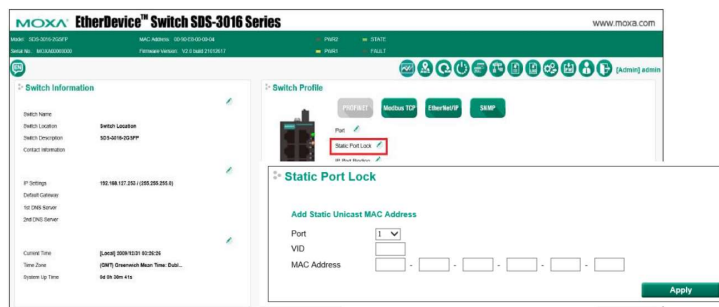 MOXA® EtherDevice™ Switch SDS-3016 Series
www.moxa.com
Model: SDS-3016-2GSFP
MAC Address: 00-90-E8-00-00-04
PWR2
STATE
Serial No.: MOXA00000000
Firmware Version: V2.0 build 21012617
PWR1
FAULT
EN
[Admin] admin
Switch Information
Switch Name
Switch Location Switch Location
Switch Description SDS-3016-2GSFP
Contact Information
IP Settings 192.168.127.253 / (255.255.255.0)
Default Gateway
1st DNS Server
2nd DNS Server
Current Time [Local] 2009/12/31 02:26:26
Time Zone (GMT) Greenwich Mean Time: Dubl...
System Up Time 0d 0h 30m 41s
Switch Profile
PROFINET
Modbus TCP
EtherNet/IP
SNMP
Port
Static Port Lock
IP Port Binding
Static Port Lock
Add Static Unicast MAC Address
Port 1
VID
MAC Address - - - - -
Apply